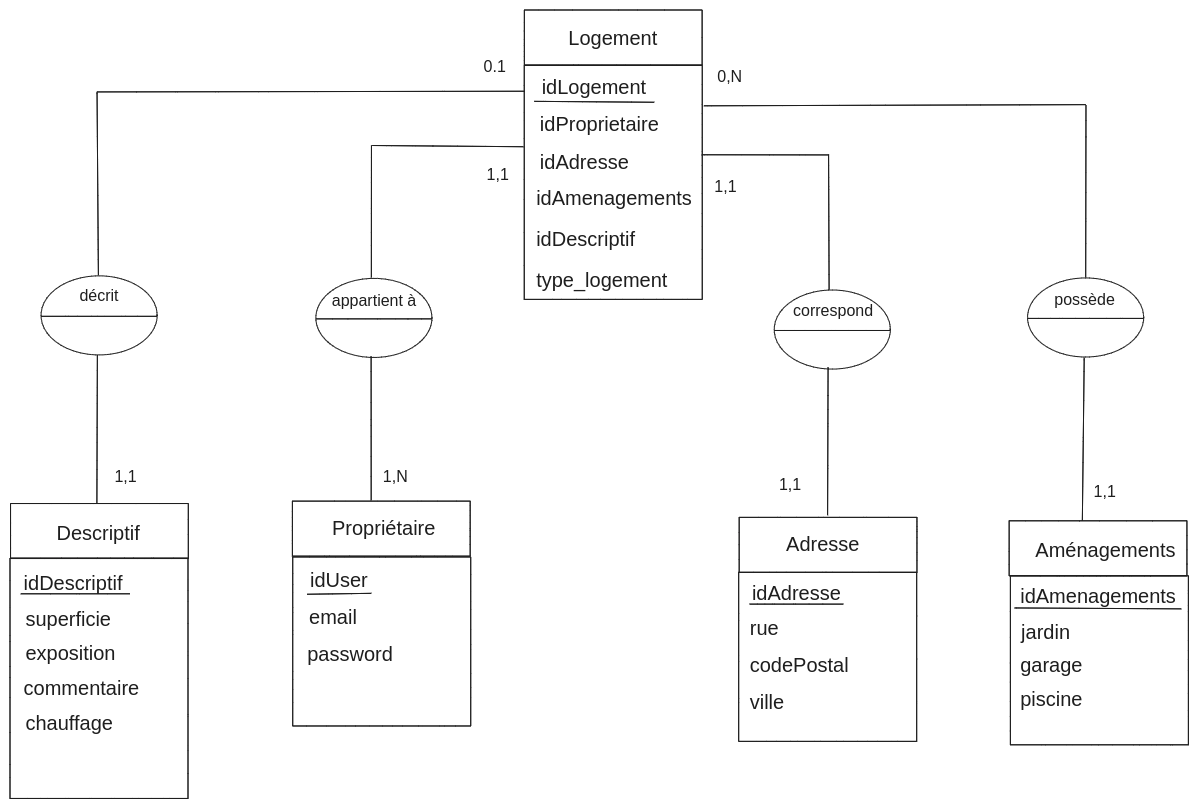 Logement
idLogement
idProprietaire
idAdresse
idAmenagements
idDescriptif
type_logement
0.1
0,N
1,1
1,1
décrit
appartient à
correspond
possède
1,1
1,N
1,1
1,1
Descriptif
idDescriptif
superficie
exposition
commentaire
chauffage
Propriétaire
idUser
email
password
Adresse
idAdresse
rue
codePostal
ville
Aménagements
idAmenagements
jardin
garage
piscine